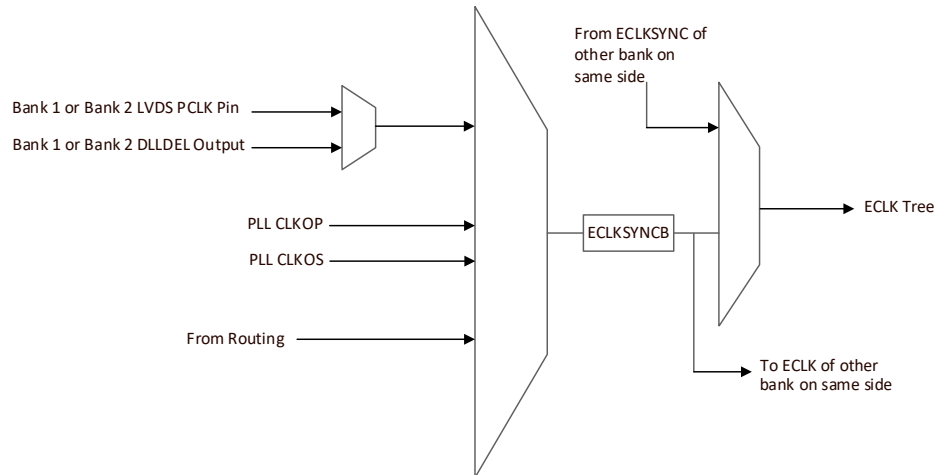 From ECLKSYNC of
other bank on
same side
Bank 1 or Bank 2 LVDS PCLK Pin
Bank 1 or Bank 2 DLLDEL Output
PLL CLKOP
PLL CLKOS
From Routing
ECLKSYNCB
ECLK Tree
To ECLK of other
bank on same side